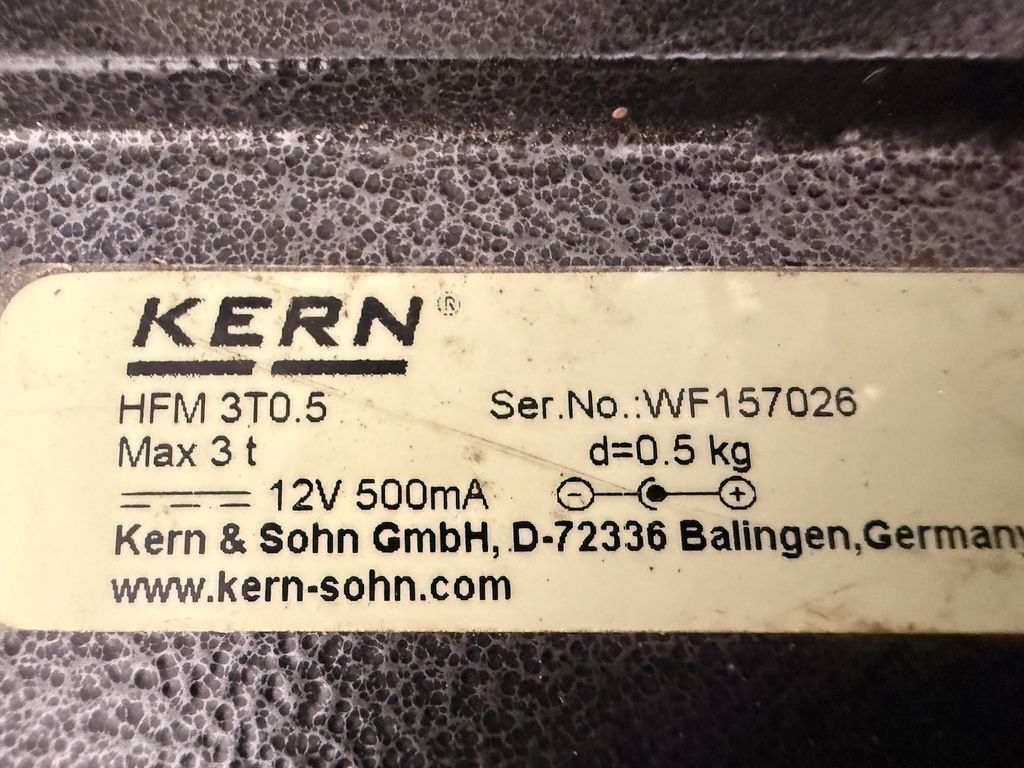 KERN®
HFM 3T0.5 Ser.No.:WF157026
Max 3 t d=0.5 kg
12V 500mA
Kern & Sohn GmbH, D-72336 Balingen,Germany
www.kern-sohn.com